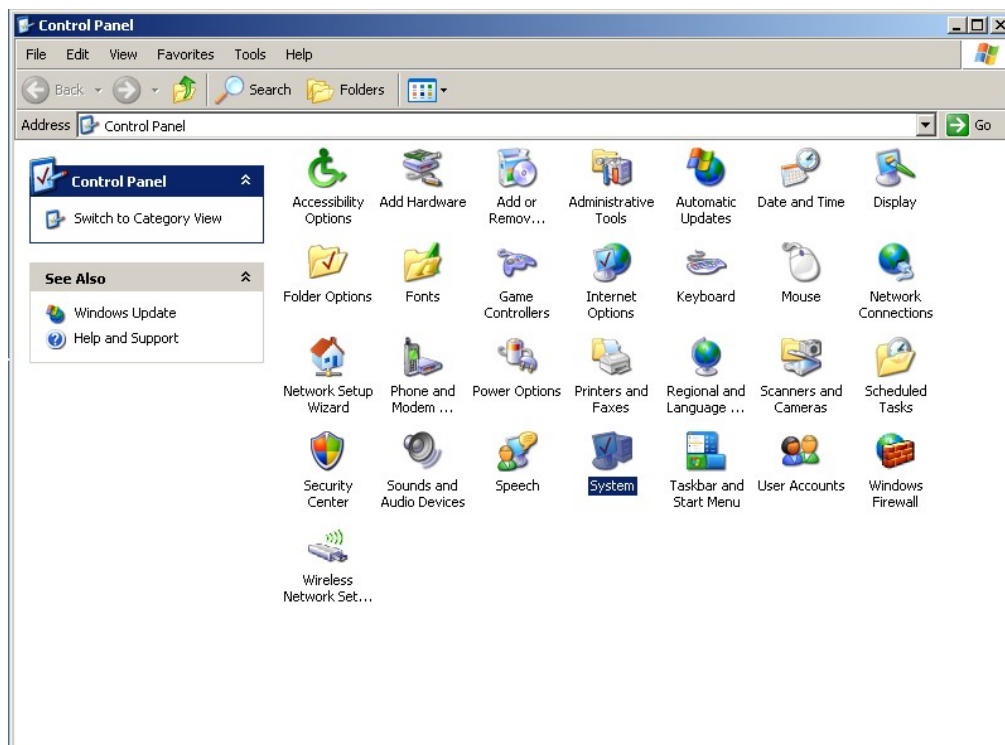 Control Panel
File Edit View Favorites Tools Help
Back Search Folders
Address Control Panel Go
Control Panel
Switch to Category View
See Also
Windows Update
Help and Support
Accessibility Options
Add Hardware
Add or Remov...
Administrative Tools
Automatic Updates
Date and Time
Display
Folder Options
Fonts
Game Controllers
Internet Options
Keyboard
Mouse
Network Connections
Network Setup Wizard
Phone and Modem ...
Power Options
Printers and Faxes
Regional and Language ...
Scanners and Cameras
Scheduled Tasks
Security Center
Sounds and Audio Devices
Speech
System
Taskbar and Start Menu
User Accounts
Windows Firewall
Wireless Network Set...